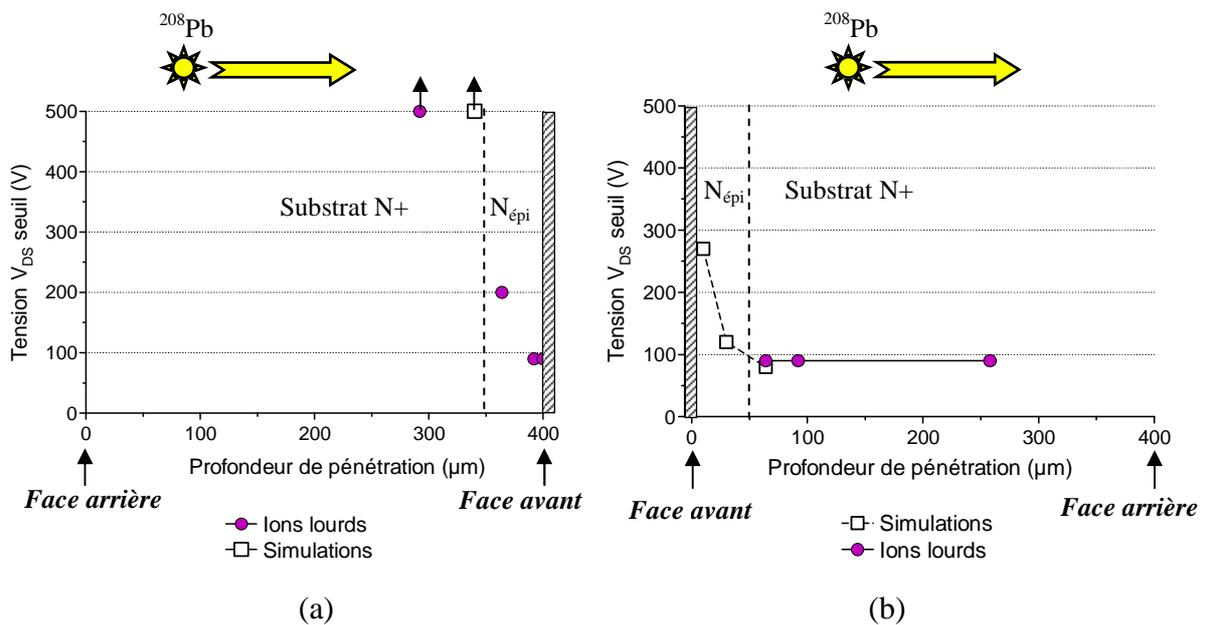 208Pb
500
400
300
200
100
0
Tension VDS seuil (V)
Substrat N+
Népi
0 100 200 300 400
Profondeur de pénétration (µm)
Face arrière
Face avant
Ions lourds
Simulations
(a)
208Pb
500
400
300
200
100
0
Tension VDS seuil (V)
Népi
Substrat N+
0 100 200 300 400
Profondeur de pénétration (µm)
Face avant
Face arrière
Simulations
Ions lourds
(b)